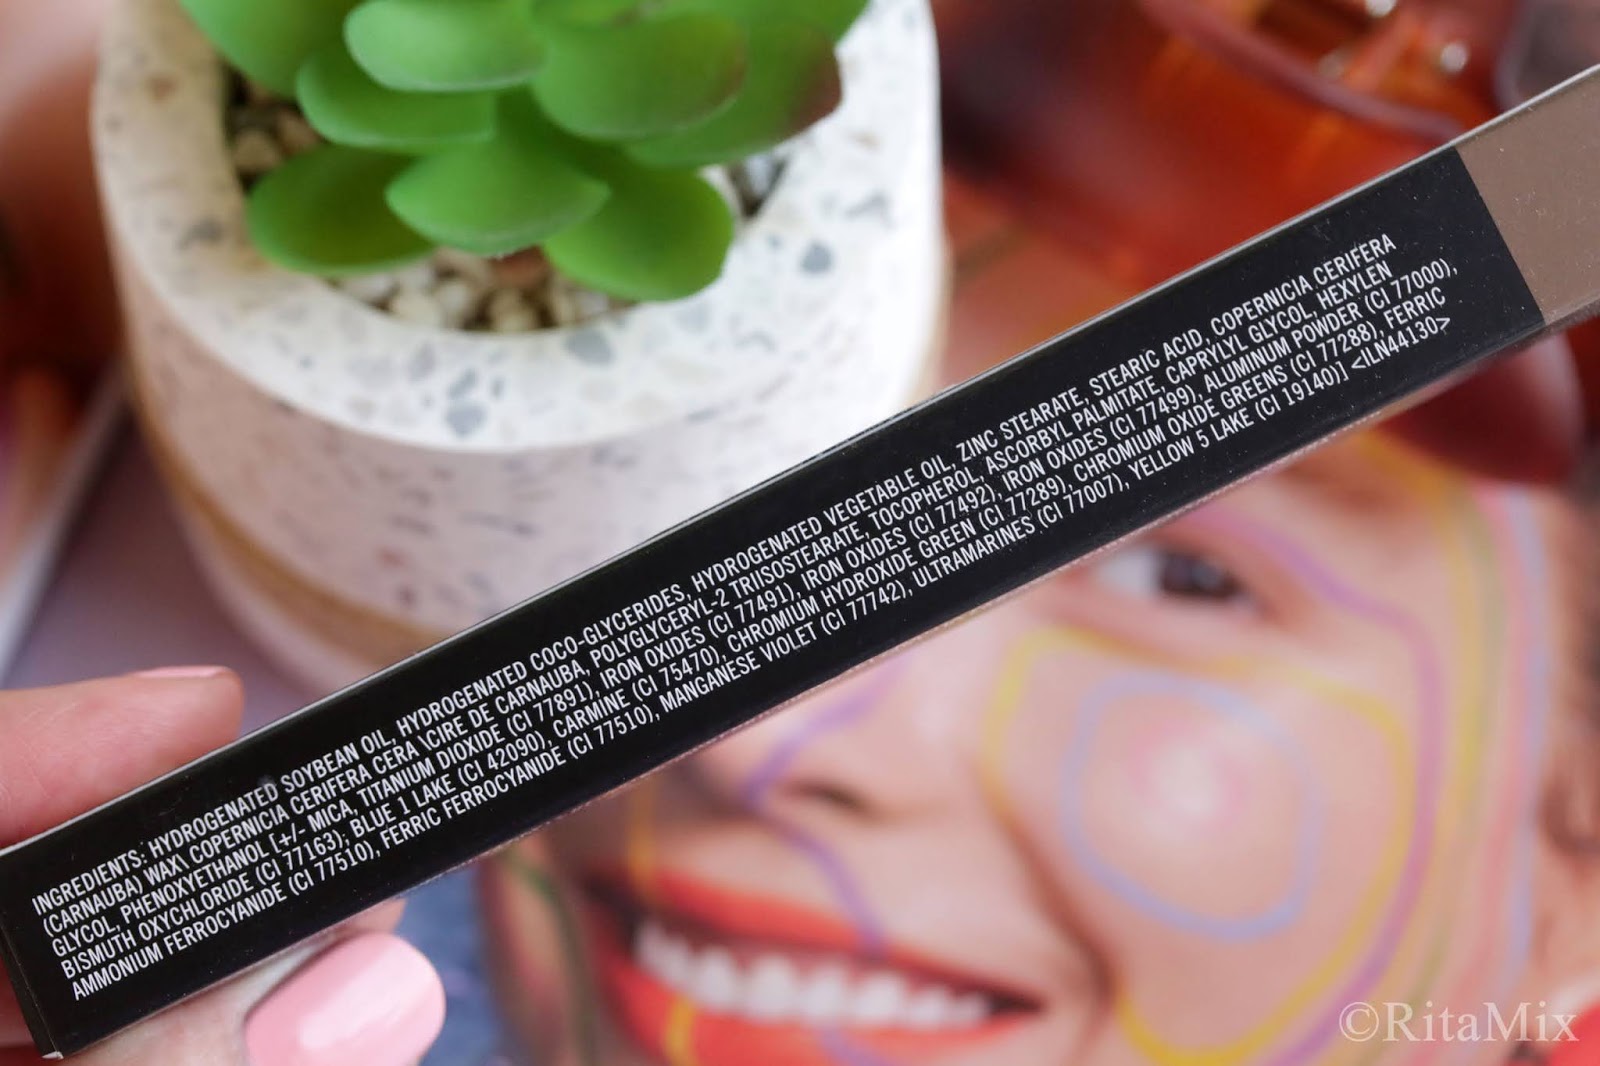 INGREDIENTS: HYDROGENATED SOYBEAN OIL, HYDROGENATED COCO-GLYCERIDES, HYDROGENATED VEGETABLE OIL, ZINC STEARATE, STEARIC ACID, COPERNICIA CERIFERA
(CARNAUBA) WAX\ COPERNICIA CERIFERA CERA \CIRE DE CARNAUBA, POLYGLYCERYL-2 TRIISOSTEARATE, TOCOPHEROL, ASCORBYL PALMITATE, CAPRYLYL GLYCOL, HEXYLEN
GLYCOL, PHENOXYETHANOL [+/- MICA, TITANIUM DIOXIDE (CI 77891), IRON OXIDES (CI 77491), IRON OXIDES (CI 77492), IRON OXIDES (CI 77499), ALUMINUM POWDER (CI 77000),
BISMUTH OXYCHLORIDE (CI 77163), BLUE 1 LAKE (CI 42090), CARMINE (CI 75470), CHROMIUM HYDROXIDE GREEN (CI 77289), CHROMIUM OXIDE GREENS (CI 77288), FERRIC
AMMONIUM FERROCYANIDE (CI 77510), FERRIC FERROCYANIDE (CI 77510), MANGANESE VIOLET (CI 77742), ULTRAMARINES (CI 77007), YELLOW 5 LAKE (CI 19140)] <ILN44130>
©RitaMix